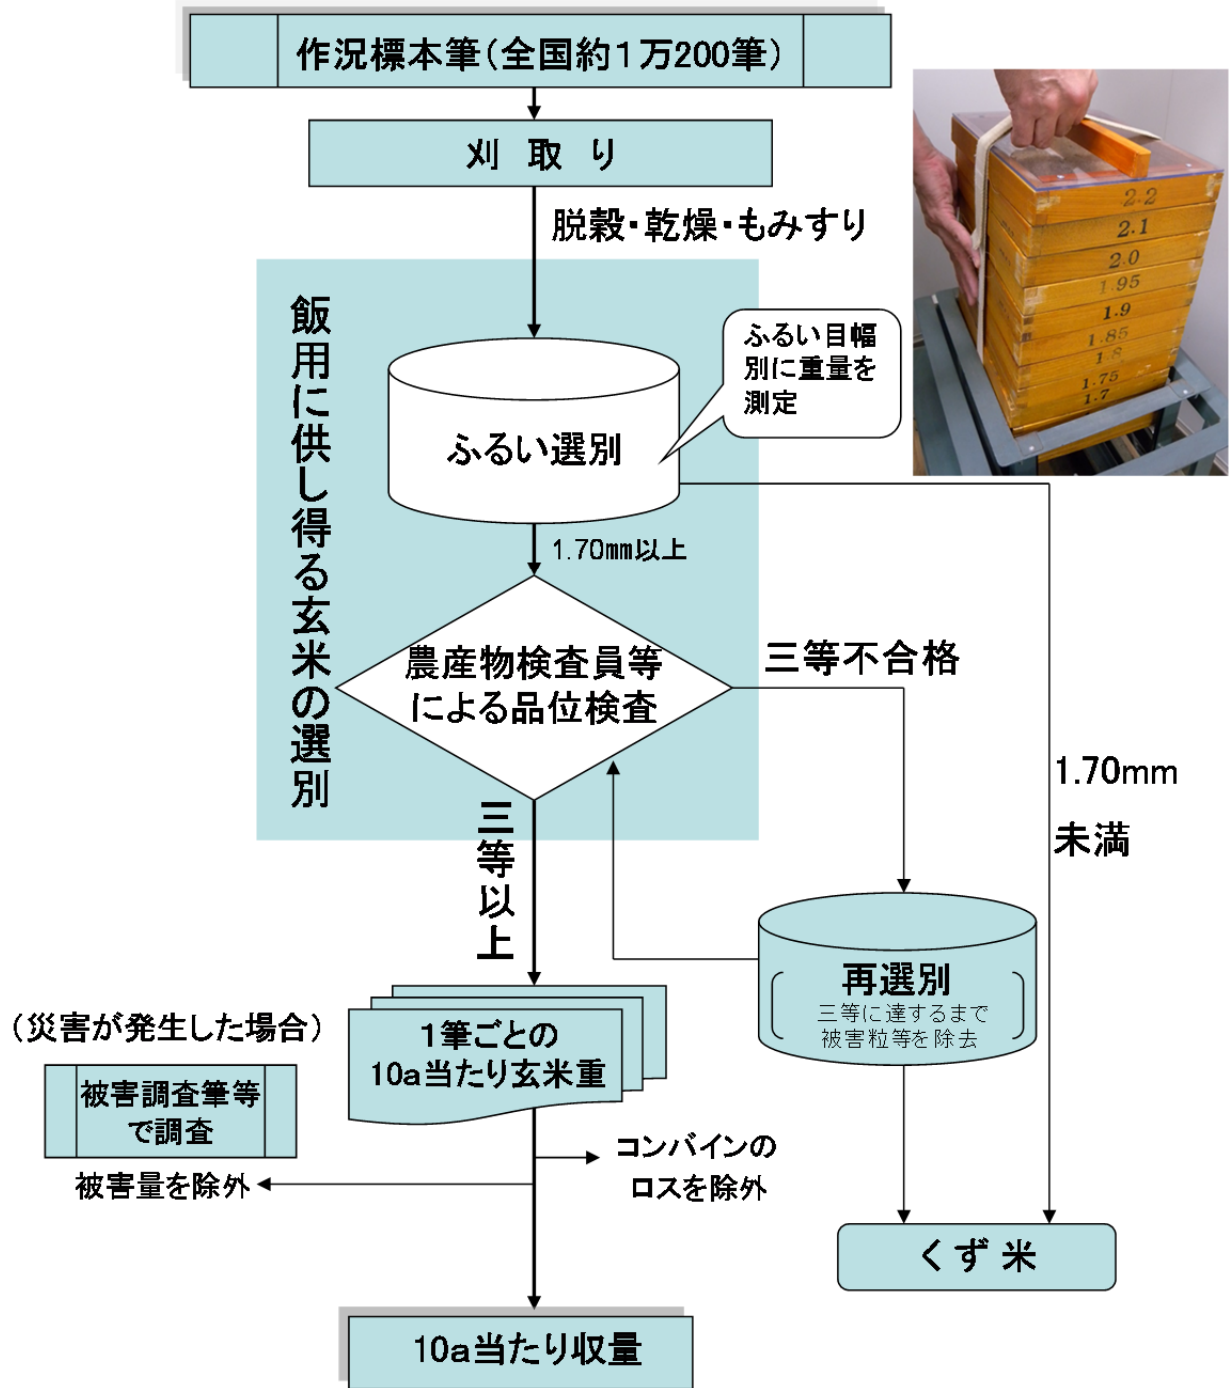 作況標本筆(全国約1万200筆)
刈 取 り
脱穀・乾燥・もみすり
飯用に供し得る玄米の選別
2.2
2.1
2.0
1.95
1.9
1.85
1.8
1.75
1.7
ふるい目幅
別に重量を
測定
ふるい選別
1.70㎜以上
農産物検査員等
による品位検査
三等不合格
1.70mm
未満
三等以上
再選別
三等に達するまで
被害粒等を除去
(災害が発生した場合)
被害調査筆等
で調査
1筆ごとの
10a当たり玄米重
被害量を除外
コンバインの
ロスを除外
くず 米
10a当たり収量